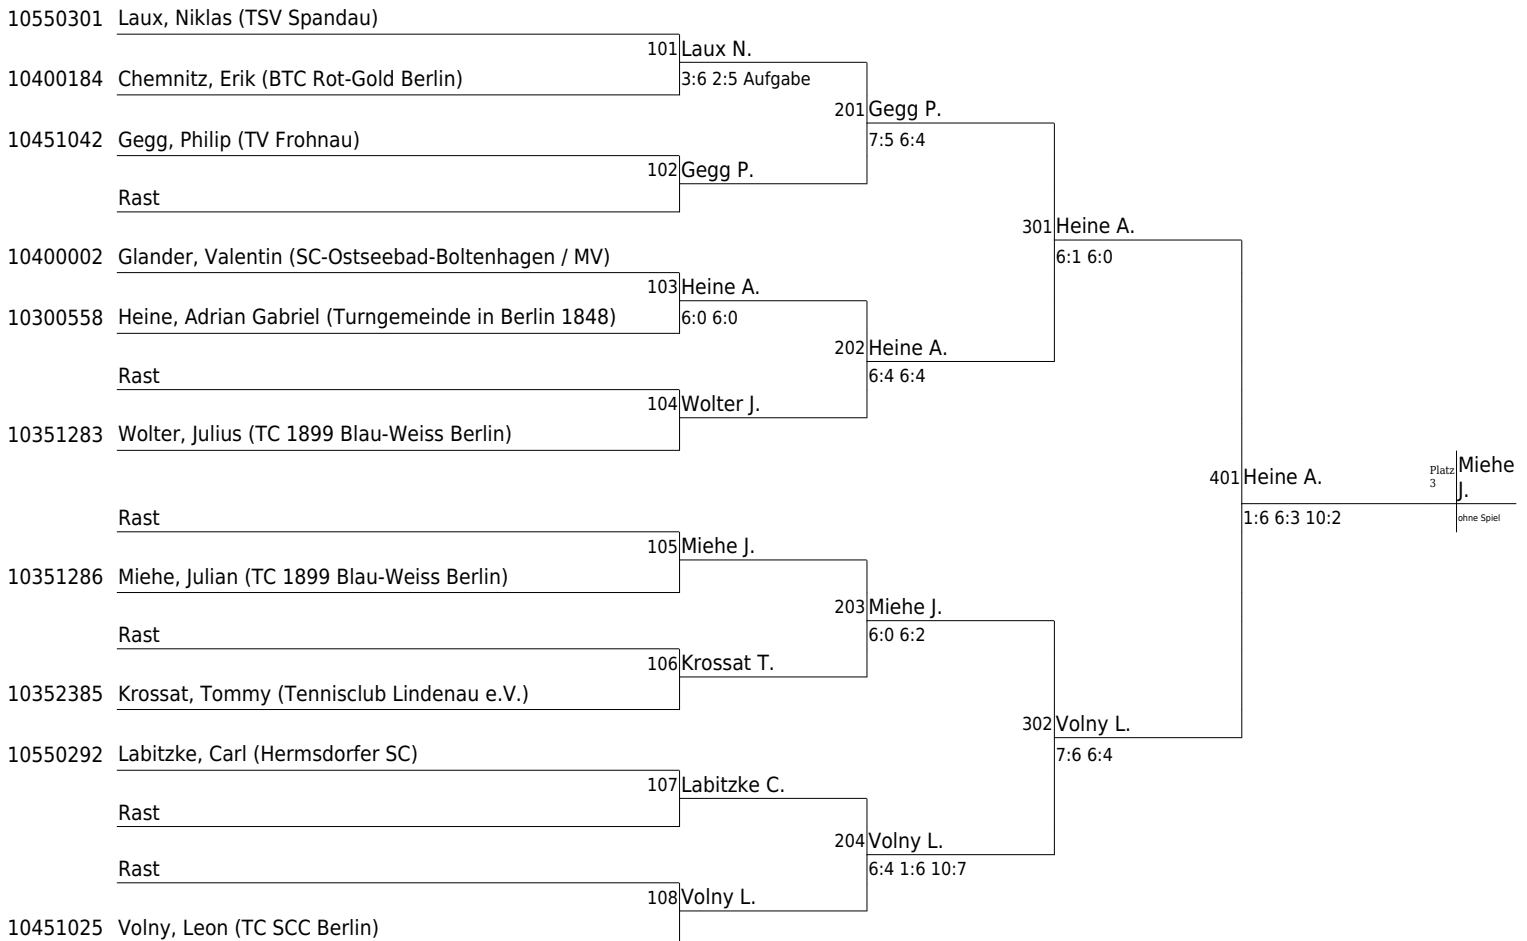 10550301 Laux, Niklas (TSV Spandau)
101 Laux N.
10400184 Chemnitz, Erik (BTC Rot-Gold Berlin)
3:6 2:5 Aufgabe
201 Gegg P.
10451042 Gegg, Philip (TV Frohnau)
7:5 6:4
102 Gegg P.
Rast
301 Heine A.
10400002 Glander, Valentin (SC-Ostseebad-Boltenhagen / MV)
6:1 6:0
103 Heine A.
10300558 Heine, Adrian Gabriel (Turngemeinde in Berlin 1848)
6:0 6:0
202 Heine A.
Rast
6:4 6:4
104 Wolter J.
10351283 Wolter, Julius (TC 1899 Blau-Weiss Berlin)
401 Heine A.
Platz 3
Miehe J.
Rast
1:6 6:3 10:2
ohne Spiel
105 Miehe J.
10351286 Miehe, Julian (TC 1899 Blau-Weiss Berlin)
203 Miehe J.
Rast
6:0 6:2
106 Krossat T.
10352385 Krossat, Tommy (Tennisclub Lindenau e.V.)
302 Volny L.
10550292 Labitzke, Carl (Hermsdorfer SC)
7:6 6:4
107 Labitzke C.
Rast
204 Volny L.
Rast
6:4 1:6 10:7
108 Volny L.
10451025 Volny, Leon (TC SCC Berlin)